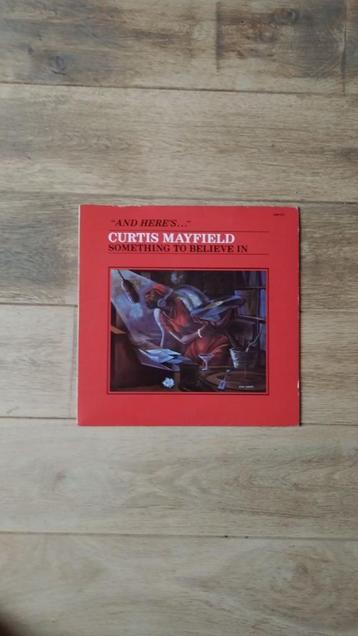 "AND HERE'S..."
CURTIS MAYFIELD
SOMETHING TO BELIEVE IN